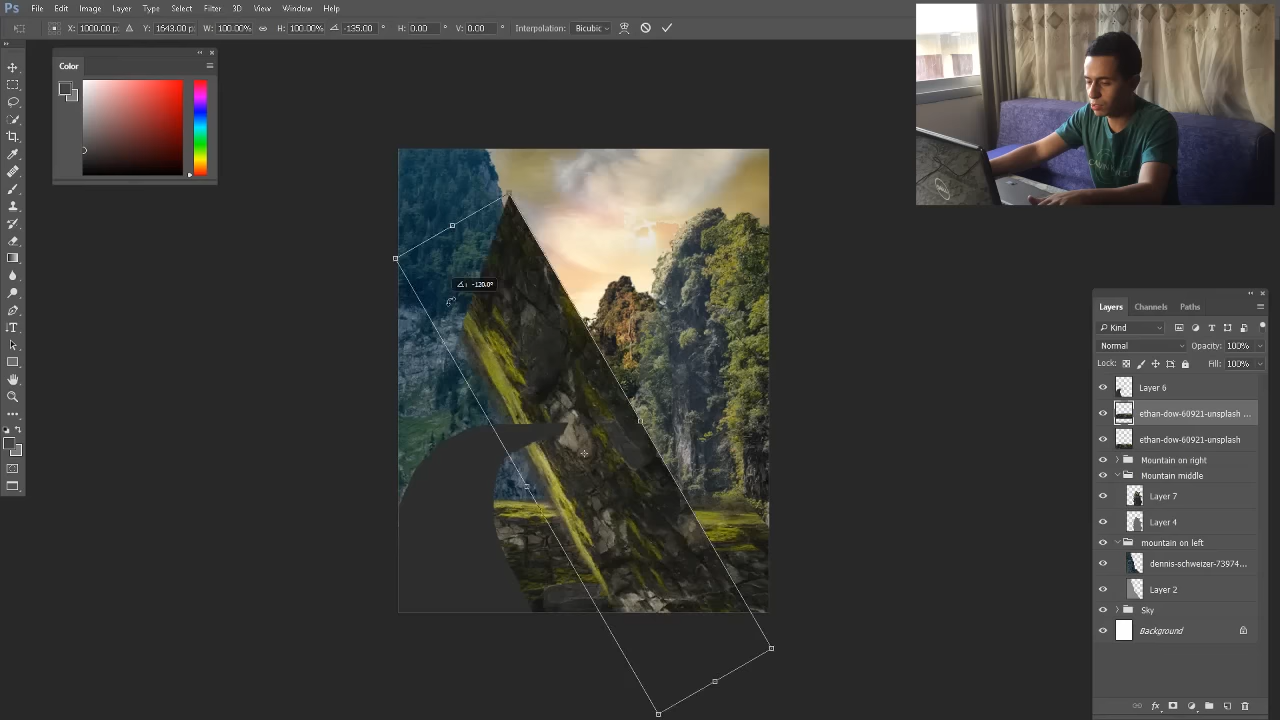 Ps File Edit Image Layer Type Select Filter 3D View Window Help
X: 1000.00 p: Y: 1643.00 p: W: 100.00% H: 100.00% -135.00 H: 0.00 V: 0.00 Interpolation: Bicubic
Color
-120.0°
Layers Channels Paths
Kind
Normal Opacity: 100%
Lock: Fill: 100%
Layer 6
ethan-dow-60921-unsplash ...
ethan-dow-60921-unsplash
Mountain on right
Mountain middle
Layer 7
Layer 4
mountain on left
dennis-schweizer-73974...
Layer 2
Sky
Background